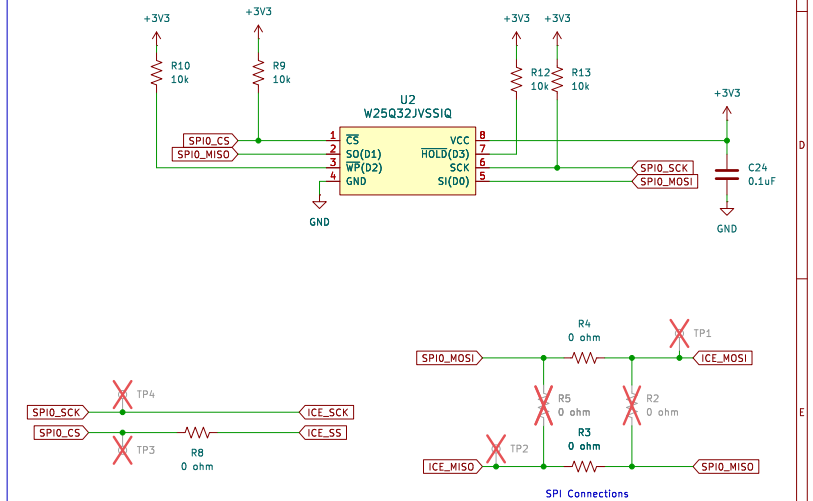 +3V3
+3V3
+3V3
+3V3
R10
10k
R9
10k
R12
10k
R13
10k
U2
W25Q32JVSSIQ
+3V3
SPI0_CS
1
CS
VCC
8
SPI0_MISO
2
SO(D1)
HOLD(D3)
7
3
WP(D2)
SCK
6
SPI0_SCK
4
GND
SI(D0)
5
SPI0_MOSI
C24
0.1uF
GND
GND
D
R4
0 ohm
TP1
SPI0_MOSI
ICE_MOSI
TP4
R5
0 ohm
R2
0 ohm
SPI0_SCK
ICE_SCK
E
SPI0_CS
ICE_SS
R3
0 ohm
TP3
R8
0 ohm
TP2
ICE_MISO
SPI0_MISO
SPI Connections